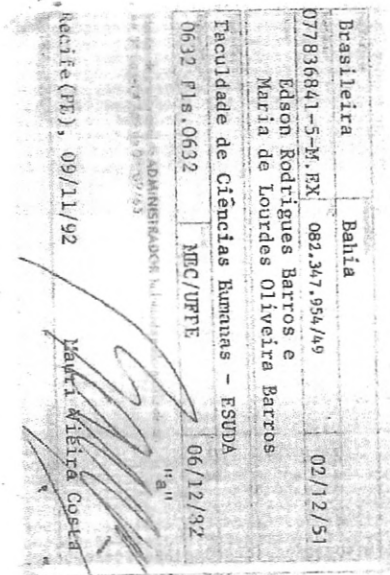 Brasileira Bahia
077836841-5-M.EX 082.347.954/49 02/12/51
Edson Rodrigues Barros e
Maria de Lourdes Oliveira Barros
Faculdade de Ciências Humanas - ESUDA
0632 Fls.0632 MEC/UFPE 06/12/82
ADMINISTRADOR
"a"
Recife(PE), 09/11/92 Mauri Vieira Costa